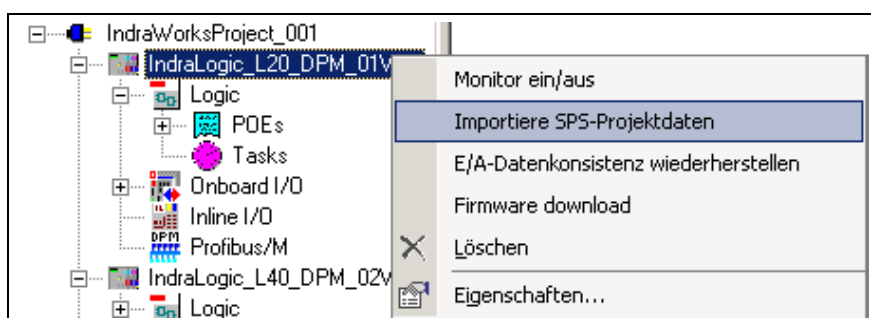 IndraWorksProject_001
IndraLogic_L20_DPM_01V
Logic
POEs
Tasks
Onboard I/O
Inline I/O
DPM
Profibus/M
IndraLogic_L40_DPM_02V
Logic
Monitor ein/aus
Importiere SPS-Projektdaten
E/A-Datenkonsistenz wiederherstellen
Firmware download
Löschen
Eigenschaften...